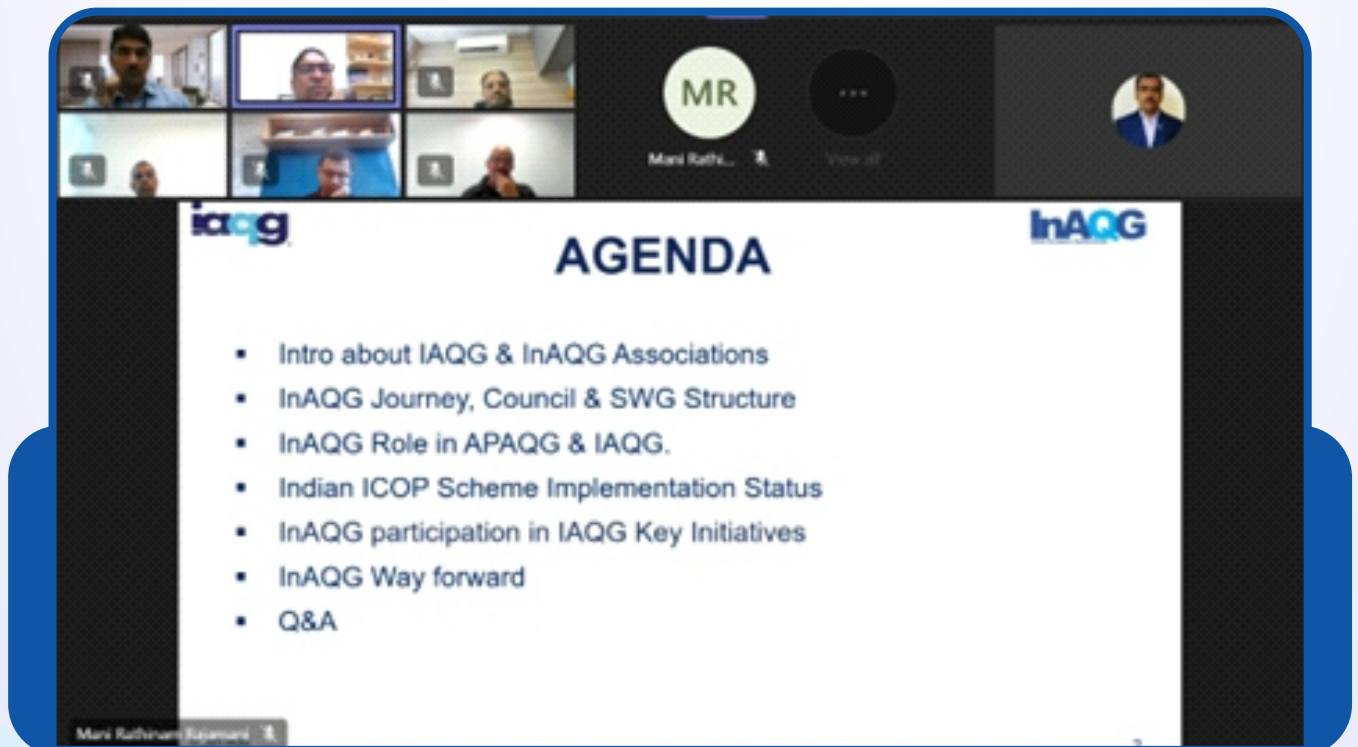 MR
Mani Rathi...
View all
iaqg
InAQG
AGENDA
▪ Intro about IAQG & InAQG Associations
▪ InAQG Journey, Council & SWG Structure
▪ InAQG Role in APAQG & IAQG.
▪ Indian ICOP Scheme Implementation Status
▪ InAQG participation in IAQG Key Initiatives
▪ InAQG Way forward
▪ Q&A
Mani Rathinam Rajamani